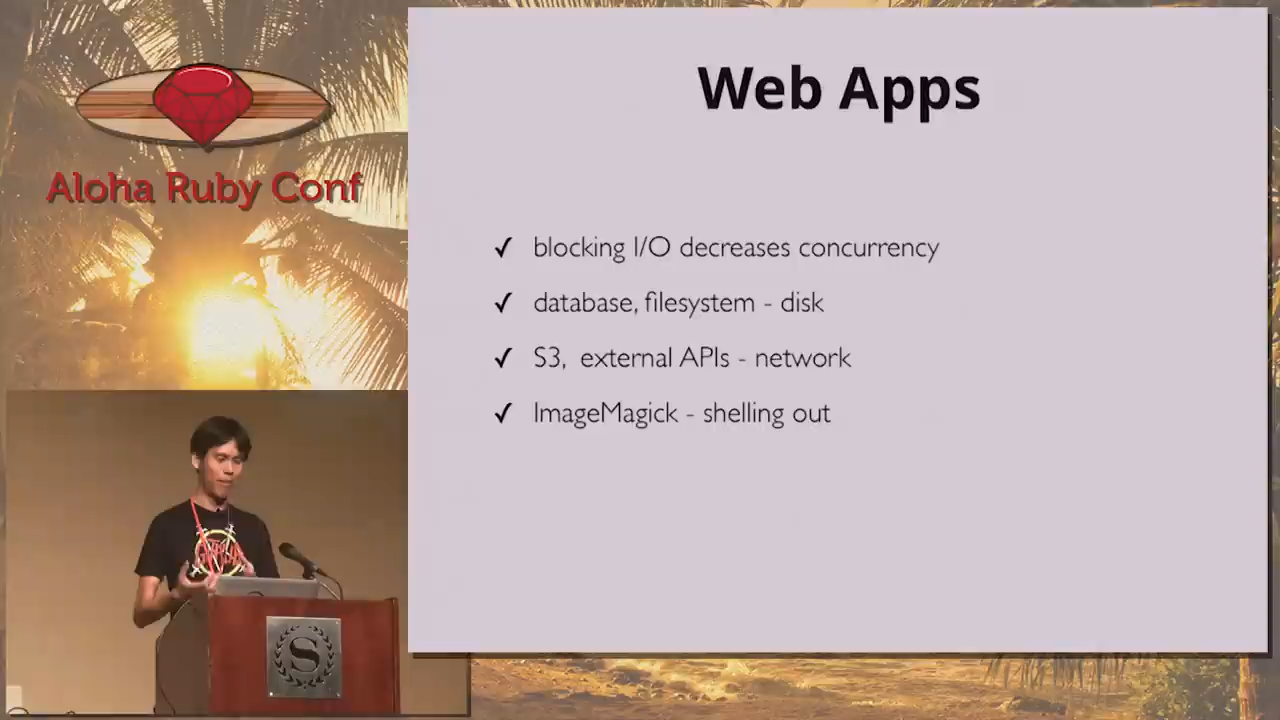 Aloha Ruby Conf
Web Apps
✓ blocking I/O decreases concurrency
✓ database, filesystem - disk
✓ S3, external APIs - network
✓ ImageMagick - shelling out
S